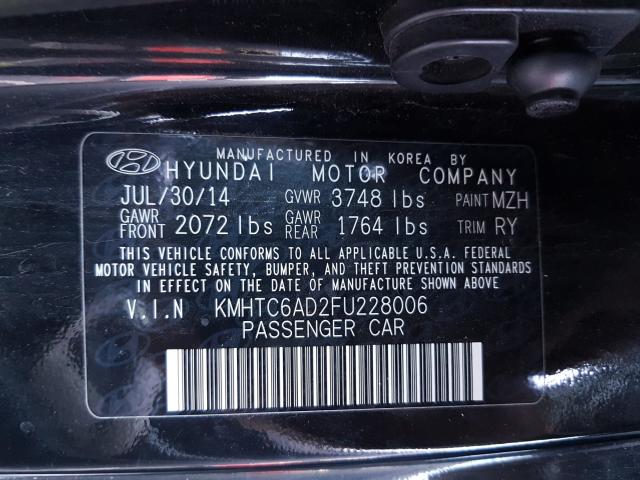 MANUFACTURED IN KOREA BY
HYUNDAI MOTOR COMPANY
JUL/30/14 GVWR 3748 lbs PAINT MZH
GAWR FRONT 2072 lbs GAWR REAR 1764 lbs TRIM RY
THIS VEHICLE CONFORMS TO ALL APPLICABLE U.S.A. FEDERAL
MOTOR VEHICLE SAFETY, BUMPER, AND THEFT PREVENTION STANDARDS
IN EFFECT ON THE DATE OF MANUFACTURE SHOWN ABOVE.
V.I.N KMHTC6AD2FU228006
PASSENGER CAR